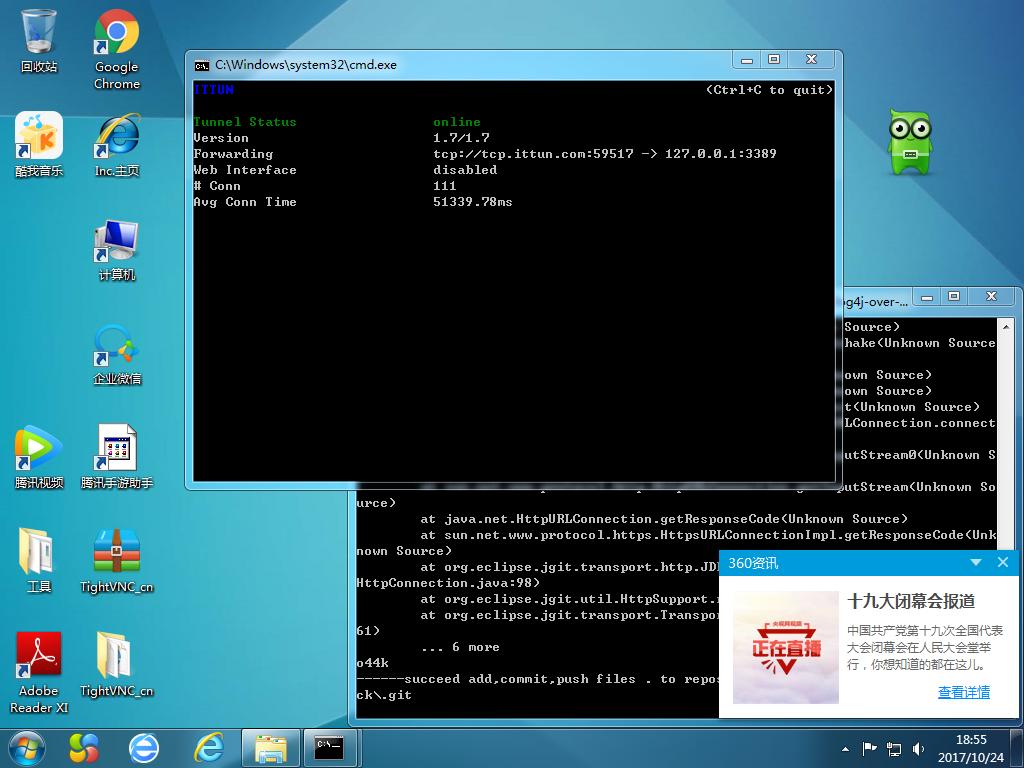 回收站
Google
Chrome
酷我音乐
Inc.主页
计算机
企业微信
腾讯视频
腾讯手游助手
工具
TightVNC_cn
Adobe
Reader XI
TightVNC_cn
C:\Windows\system32\cmd.exe
ITTUN (Ctrl+C to quit)
Tunnel Status online
Version 1.7/1.7
Forwarding tcp://tcp.ittun.com:59517 -> 127.0.0.1:3389
Web Interface disabled
# Conn 111
Avg Conn Time 51339.78ms
g4j-over-...
Source)
hake(Unknown Source
own Source)
own Source)
t(Unknown Source)
LConnection.connect
utStream0(Unknown S
utStream(Unknown So
urce)
at java.net.HttpURLConnection.getResponseCode(Unknown Source)
at sun.net.www.protocol.https.HttpsURLConnectionImpl.getResponseCode(Unk
nown Source)
at org.eclipse.jgit.transport.http.JD
HttpConnection.java:98)
at org.eclipse.jgit.util.HttpSupport.
at org.eclipse.jgit.transport.Transpo
61)
... 6 more
o44k
------succeed add,commit,push files . to repos
ck\.git
360资讯
央视网视频
正在直播
十九大闭幕会报道
中国共产党第十九次全国代表
大会闭幕会在人民大会堂举
行，你想知道的都在这儿。
查看详情
18:55
2017/10/24